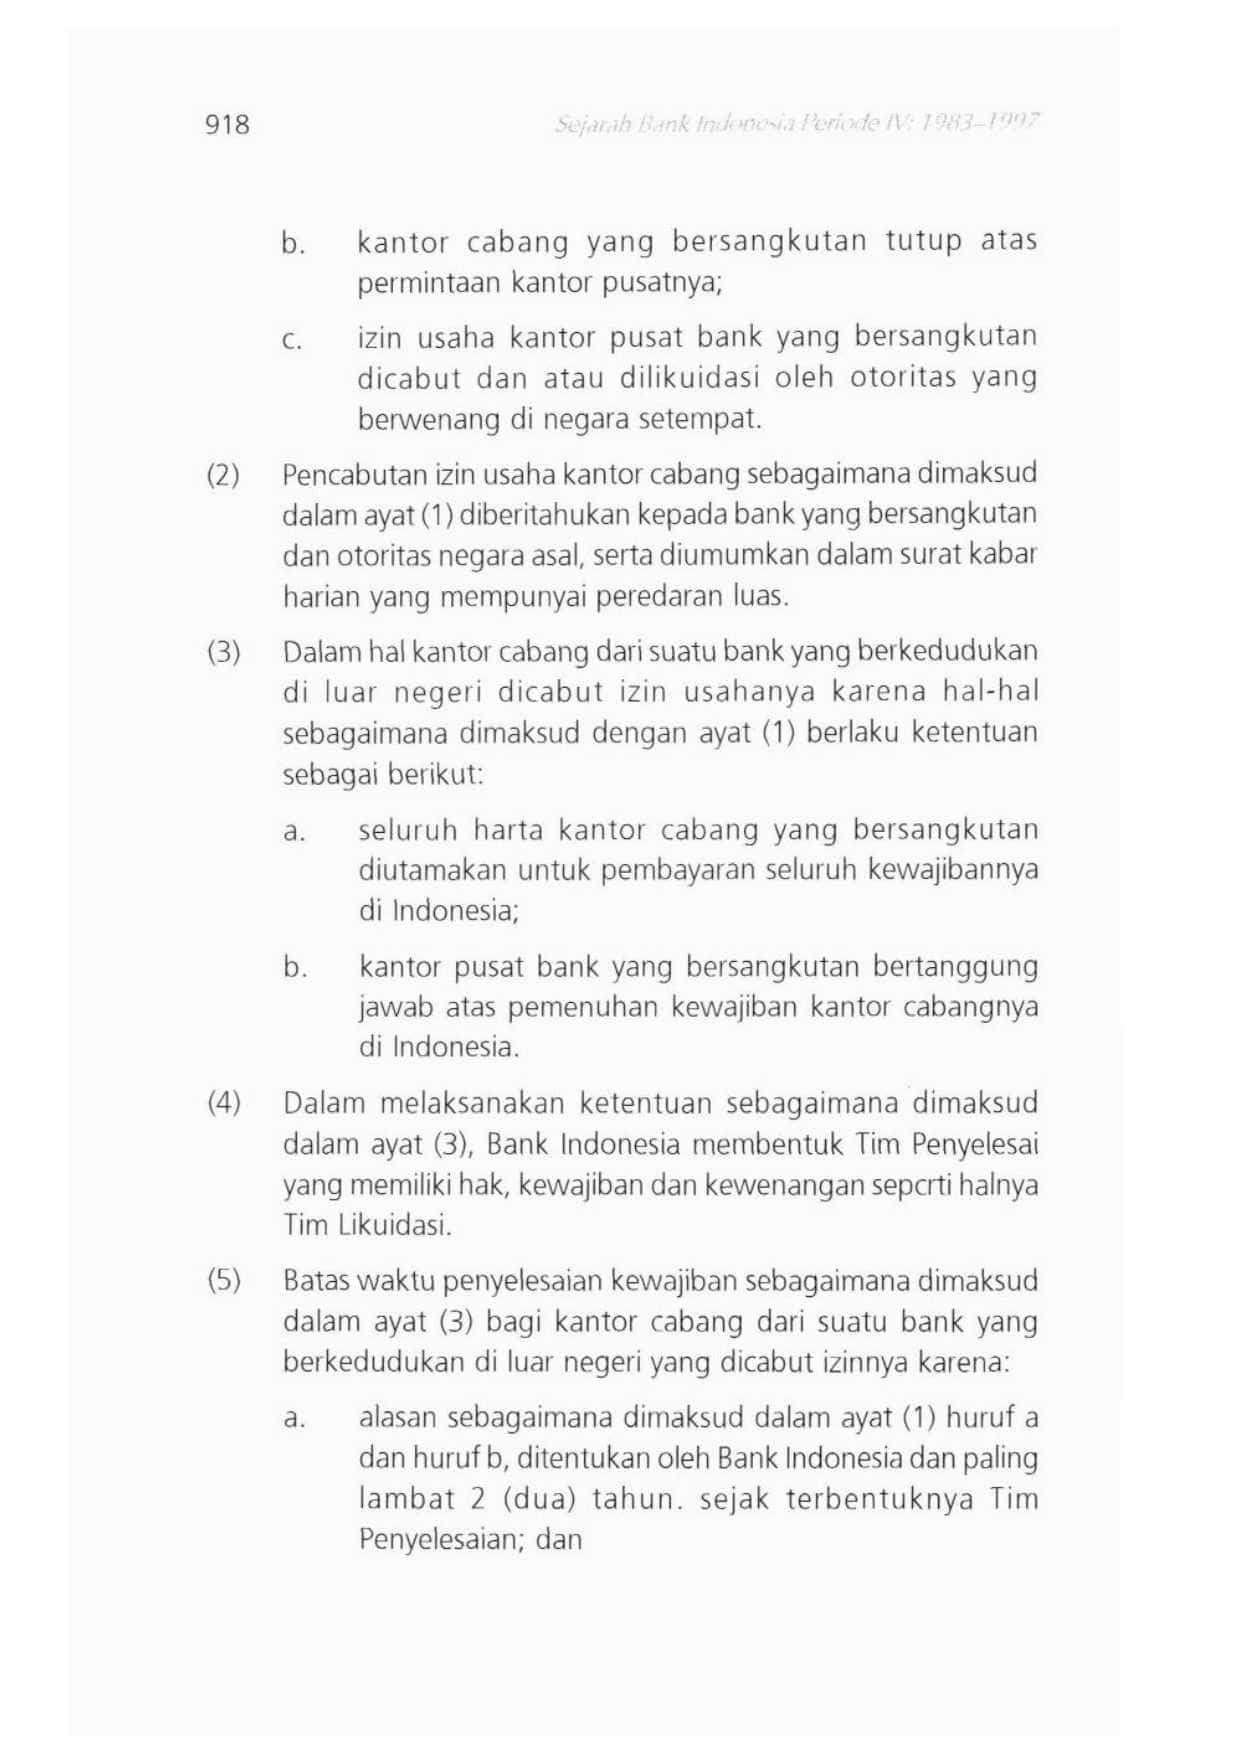 918
Sejarah Bank Indonesia Periode IV: 1983–1997
b. kantor cabang yang bersangkutan tutup atas
permintaan kantor pusatnya;
c. izin usaha kantor pusat bank yang bersangkutan
dicabut dan atau dilikuidasi oleh otoritas yang
berwenang di negara setempat.
(2) Pencabutan izin usaha kantor cabang sebagaimana dimaksud
dalam ayat (1) diberitahukan kepada bank yang bersangkutan
dan otoritas negara asal, serta diumumkan dalam surat kabar
harian yang mempunyai peredaran luas.
(3) Dalam hal kantor cabang dari suatu bank yang berkedudukan
di luar negeri dicabut izin usahanya karena hal-hal
sebagaimana dimaksud dengan ayat (1) berlaku ketentuan
sebagai berikut:
a. seluruh harta kantor cabang yang bersangkutan
diutamakan untuk pembayaran seluruh kewajibannya
di Indonesia;
b. kantor pusat bank yang bersangkutan bertanggung
jawab atas pemenuhan kewajiban kantor cabangnya
di Indonesia.
(4) Dalam melaksanakan ketentuan sebagaimana dimaksud
dalam ayat (3), Bank Indonesia membentuk Tim Penyelesai
yang memiliki hak, kewajiban dan kewenangan seperti halnya
Tim Likuidasi.
(5) Batas waktu penyelesaian kewajiban sebagaimana dimaksud
dalam ayat (3) bagi kantor cabang dari suatu bank yang
berkedudukan di luar negeri yang dicabut izinnya karena:
a. alasan sebagaimana dimaksud dalam ayat (1) huruf a
dan huruf b, ditentukan oleh Bank Indonesia dan paling
lambat 2 (dua) tahun. sejak terbentuknya Tim
Penyelesaian; dan